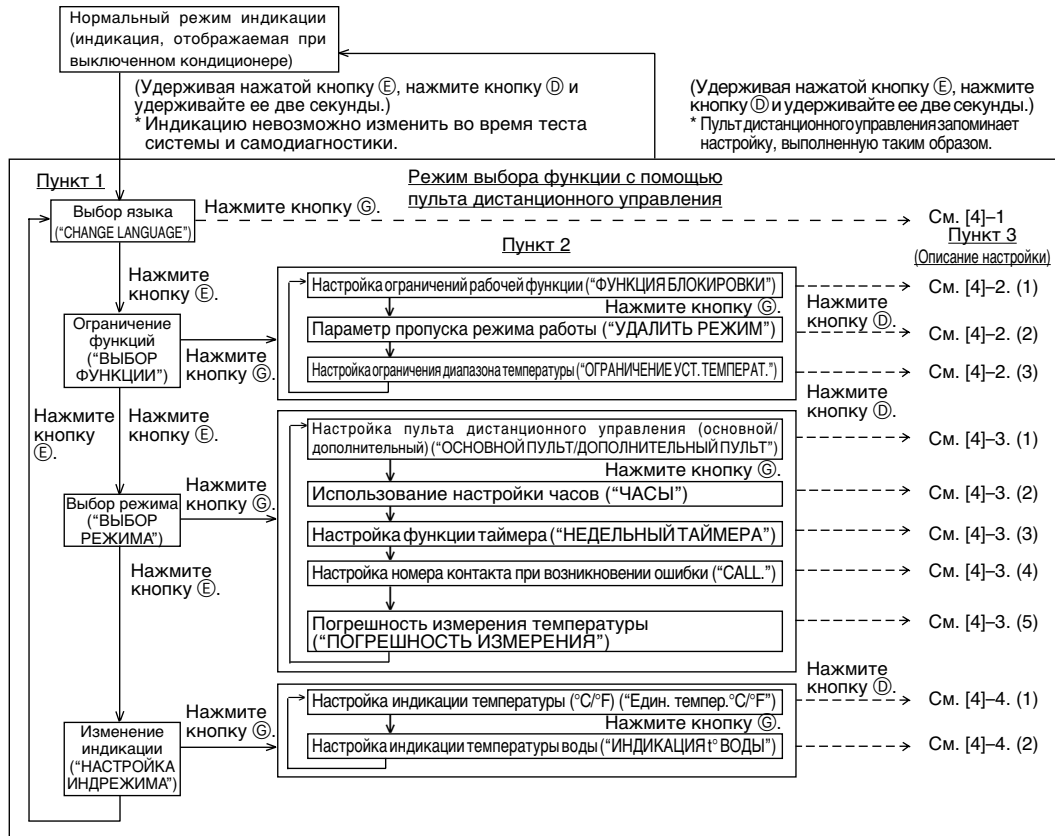 Нормальный режим индикации
(индикация, отображаемая при
выключенном кондиционере)
(Удерживая нажатой кнопку Ⓔ, нажмите кнопку Ⓓ и
удерживайте ее две секунды.)
* Индикацию невозможно изменить во время теста
системы и самодиагностики.
(Удерживая нажатой кнопку Ⓔ, нажмите
кнопку Ⓓ и удерживайте ее две секунды.)
* Пульт дистанционного управления запоминает
настройку, выполненную таким образом.
Пункт 1
Режим выбора функции с помощью
пульта дистанционного управления
Выбор языка
(“CHANGE LANGUAGE”)
Нажмите кнопку Ⓖ.
См. [4]–1
Пункт 2
Пункт 3
(Описание настройки)
Нажмите
кнопку Ⓔ.
Ограничение
функций
(“ВЫБОР
ФУНКЦИИ”)
Нажмите
кнопку Ⓖ.
Настройка ограничений рабочей функции (“ФУНКЦИЯ БЛОКИРОВКИ”)
См. [4]–2. (1)
Нажмите кнопку Ⓖ.
Нажмите
кнопку Ⓓ.
Параметр пропуска режима работы (“УДАЛИТЬ РЕЖИМ”)
См. [4]–2. (2)
Настройка ограничения диапазона температуры (“ОГРАНИЧЕНИЕ УСТ. ТЕМПЕРАТ.”)
См. [4]–2. (3)
Нажмите
кнопку
Ⓔ.
Нажмите
кнопку Ⓔ.
Нажмите
кнопку Ⓓ.
Настройка пульта дистанционного управления (основной/
дополнительный) (“ОСНОВНОЙ ПУЛЬТ/ДОПОЛНИТЕЛЬНЫЙ ПУЛЬТ”)
См. [4]–3. (1)
Нажмите кнопку Ⓖ.
Выбор режима
(“ВЫБОР
РЕЖИМА”)
Нажмите
кнопку Ⓖ.
Использование настройки часов (“ЧАСЫ”)
См. [4]–3. (2)
Настройка функции таймера (“НЕДЕЛЬНЫЙ ТАЙМЕРА”)
См. [4]–3. (3)
Настройка номера контакта при возникновении ошибки (“CALL.”)
См. [4]–3. (4)
Нажмите
кнопку Ⓔ.
Погрешность измерения температуры
(“ПОГРЕШНОСТЬ ИЗМЕРЕНИЯ”)
См. [4]–3. (5)
Нажмите
кнопку Ⓓ.
Настройка индикации температуры (°C/°F) (“Един. темпер.°C/°F”)
См. [4]–4. (1)
Нажмите кнопку Ⓖ.
Изменение
индикации
(“НАСТРОЙКА
ИНДРЕЖИМА”)
Нажмите
кнопку Ⓖ.
Настройка индикации температуры воды (“ИНДИКАЦИЯ t° ВОДЫ”)
См. [4]–4. (2)